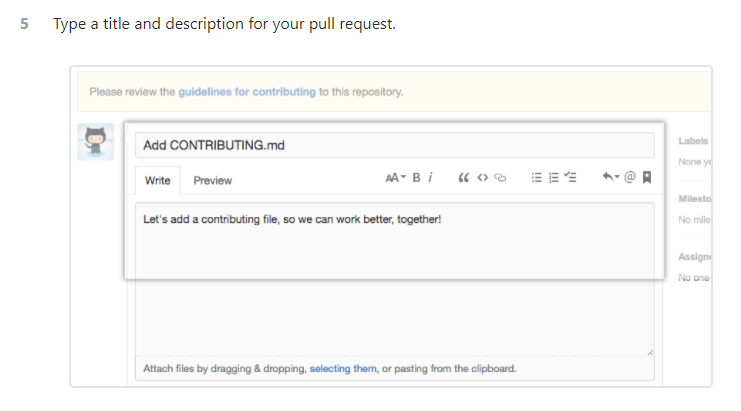 5 Type a title and description for your pull request.
Please review the guidelines for contributing to this repository.
Add CONTRIBUTING.md
Labels
None ye
Write Preview AA B i
Milesto
Let's add a contributing file, so we can work better, together!
No mile
Assigne
No one
Attach files by dragging & dropping, selecting them, or pasting from the clipboard.